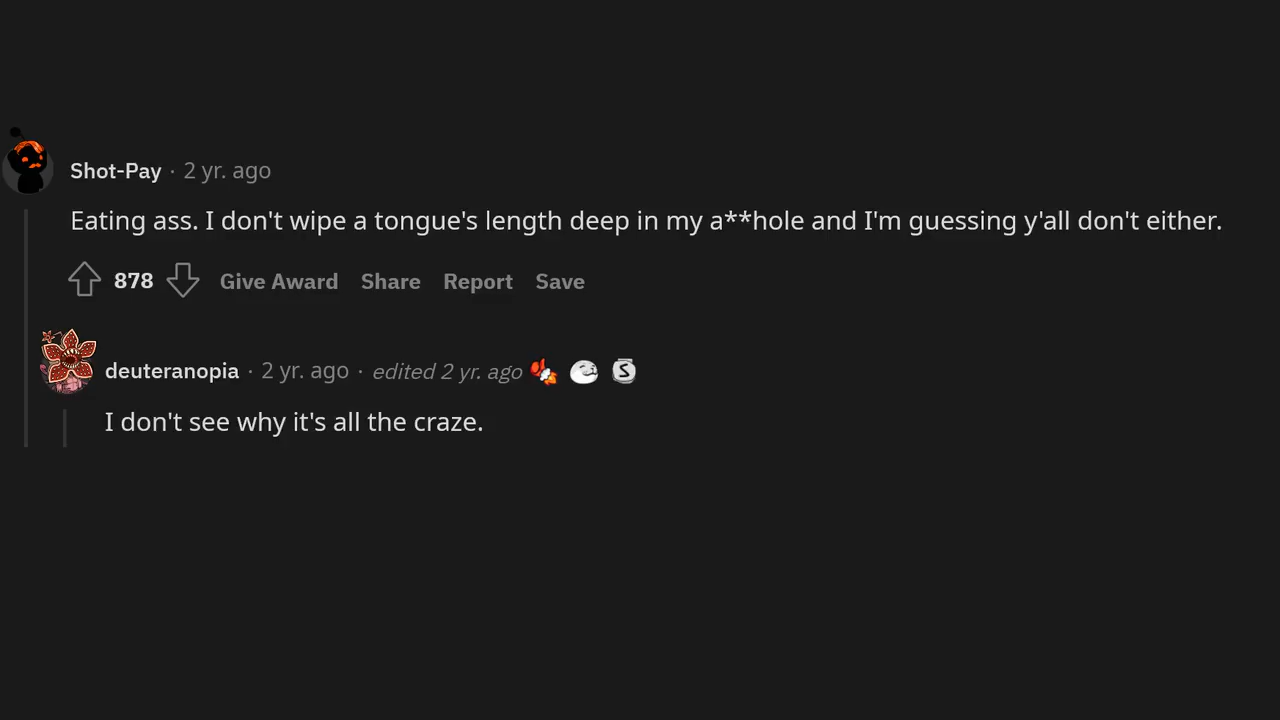 Shot-Pay · 2 yr. ago
Eating ass. I don't wipe a tongue's length deep in my a**hole and I'm guessing y'all don't either.
878 Give Award Share Report Save
deuteranopia · 2 yr. ago · edited 2 yr. ago
I don't see why it's all the craze.